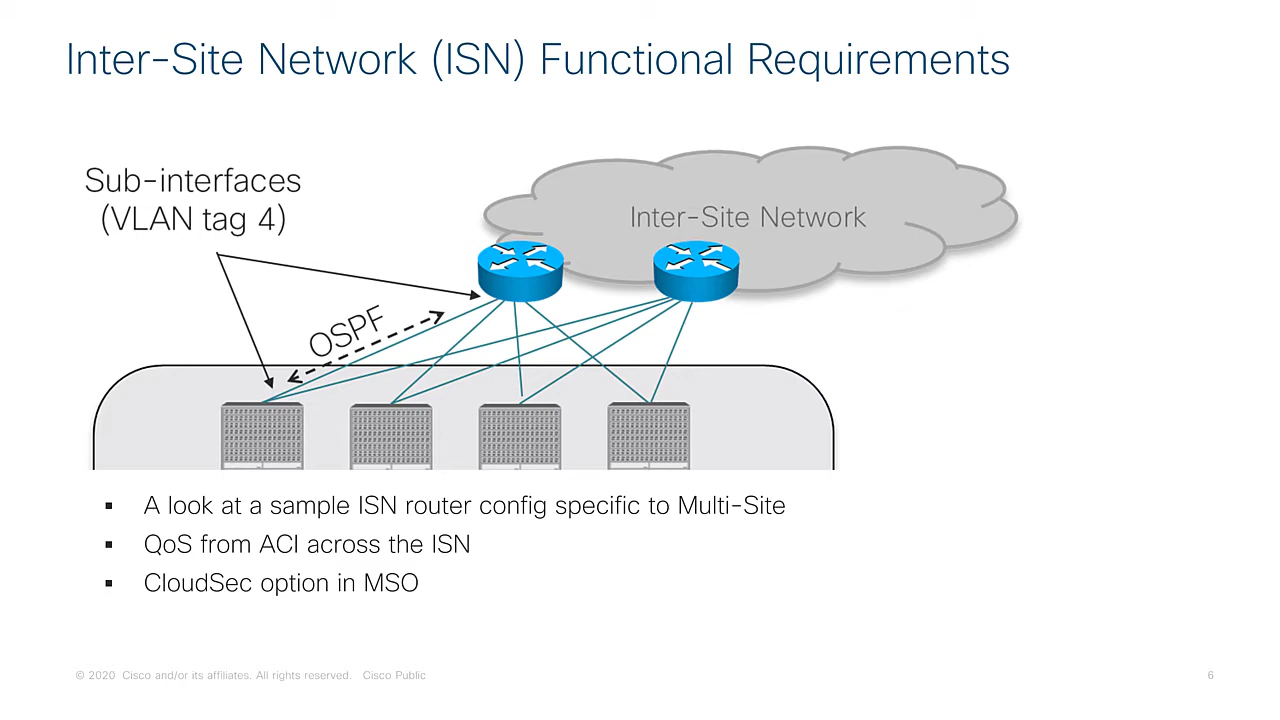 Inter-Site Network (ISN) Functional Requirements
Sub-interfaces
(VLAN tag 4)
Inter-Site Network
OSPF
▪ A look at a sample ISN router config specific to Multi-Site
▪ QoS from ACI across the ISN
▪ CloudSec option in MSO
© 2020 Cisco and/or its affiliates. All rights reserved. Cisco Public
6